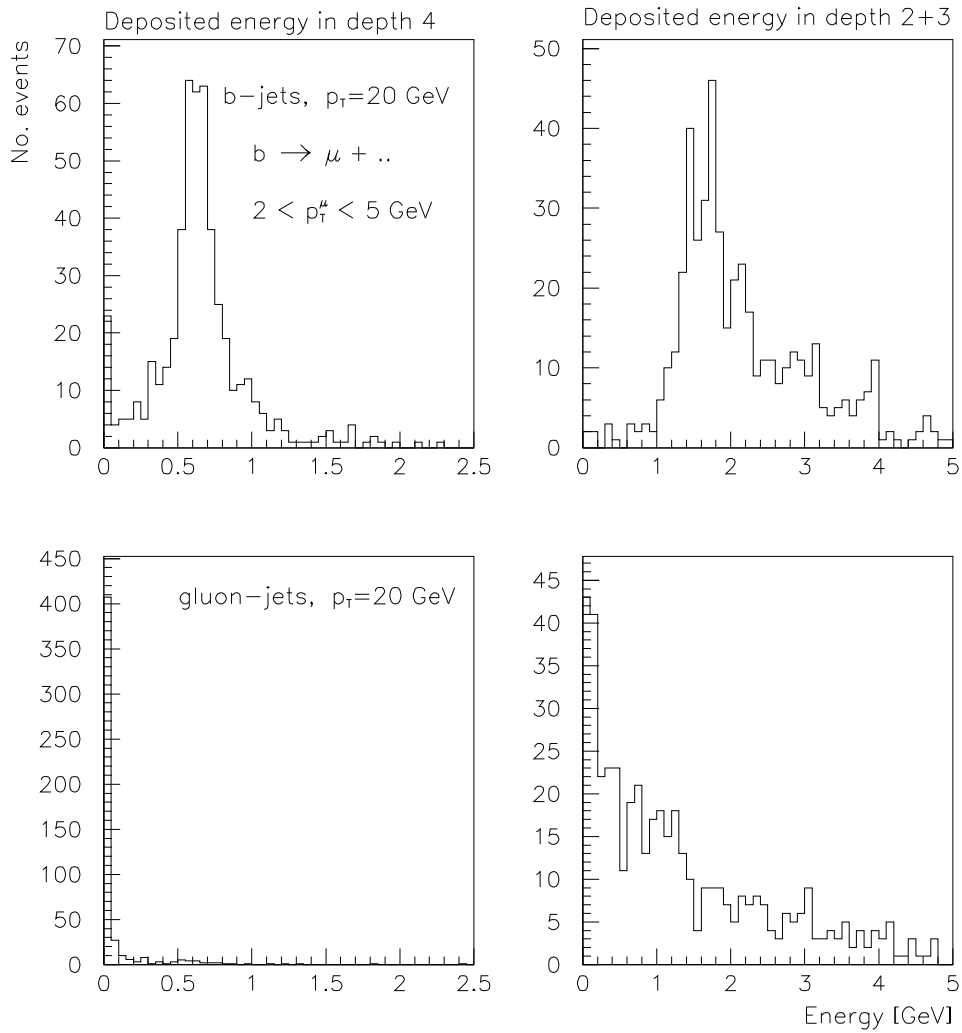 Deposited energy in depth 4
Deposited energy in depth 2+3
No. events
70
60
50
40
30
20
10
0
b-jets, pT=20 GeV
b → μ + ..
2 < pTμ < 5 GeV
0 0.5 1 1.5 2 2.5
50
40
30
20
10
0
0 1 2 3 4 5
450
400
350
300
250
200
150
100
50
0
gluon-jets, pT=20 GeV
0 0.5 1 1.5 2 2.5
45
40
35
30
25
20
15
10
5
0
0 1 2 3 4 5
Energy [GeV]